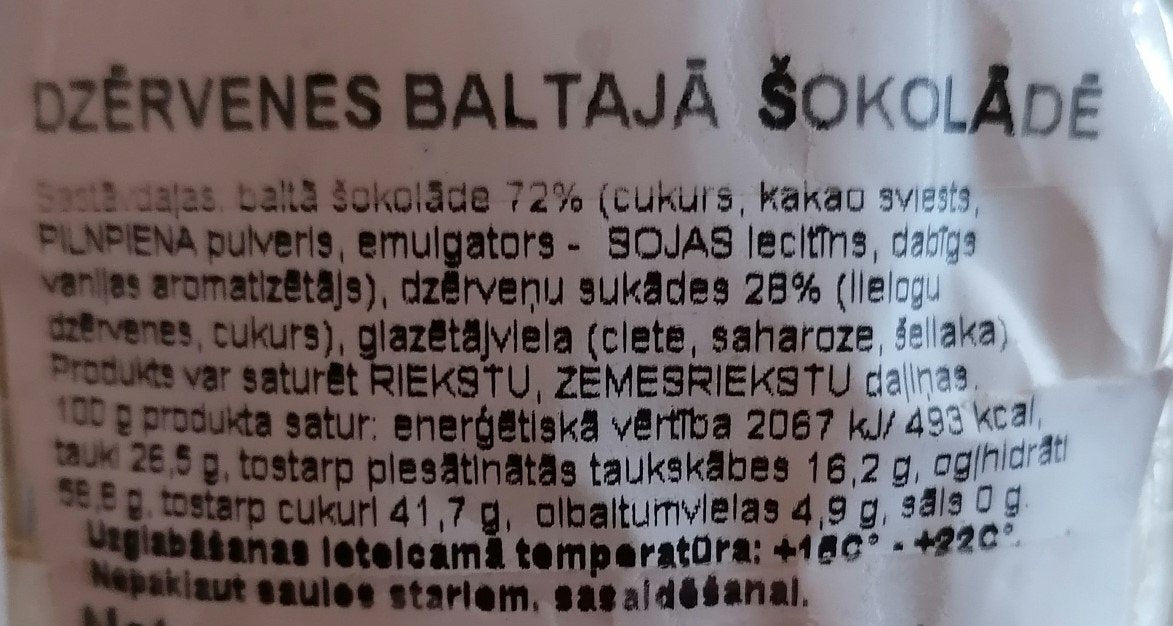 DZĒRVENES BALTAJĀ ŠOKOLĀDĒ
Sastāvdaļas: baltā šokolāde 72% (cukurs, kakao sviests,
PILNPIENA pulveris, emulgators - SOJAS lecitīns, dabīgs
vaniļas aromatizētājs), dzērveņu sukādes 28% (lielogu
dzērvenes, cukurs), glazētājviela (ciete, saharoze, šellaka)
Produkts var saturēt RIEKSTU, ZEMESRIEKSTU daļiņas.
100 g produkta satur: enerģētiskā vērtība 2067 kJ/ 493 kcal,
tauki 26,5 g, tostarp piesātinātās taukskābes 16,2 g, ogļhidrāti
g, tostarp cukuri 41,7 g, olbaltumvielas 4,9 g, sāls 0 g.
Uzglabāšanas ieteicamā temperatūra: +18C° - +22C°.
Nepakļaut saules stariem, sasaldēšanai.